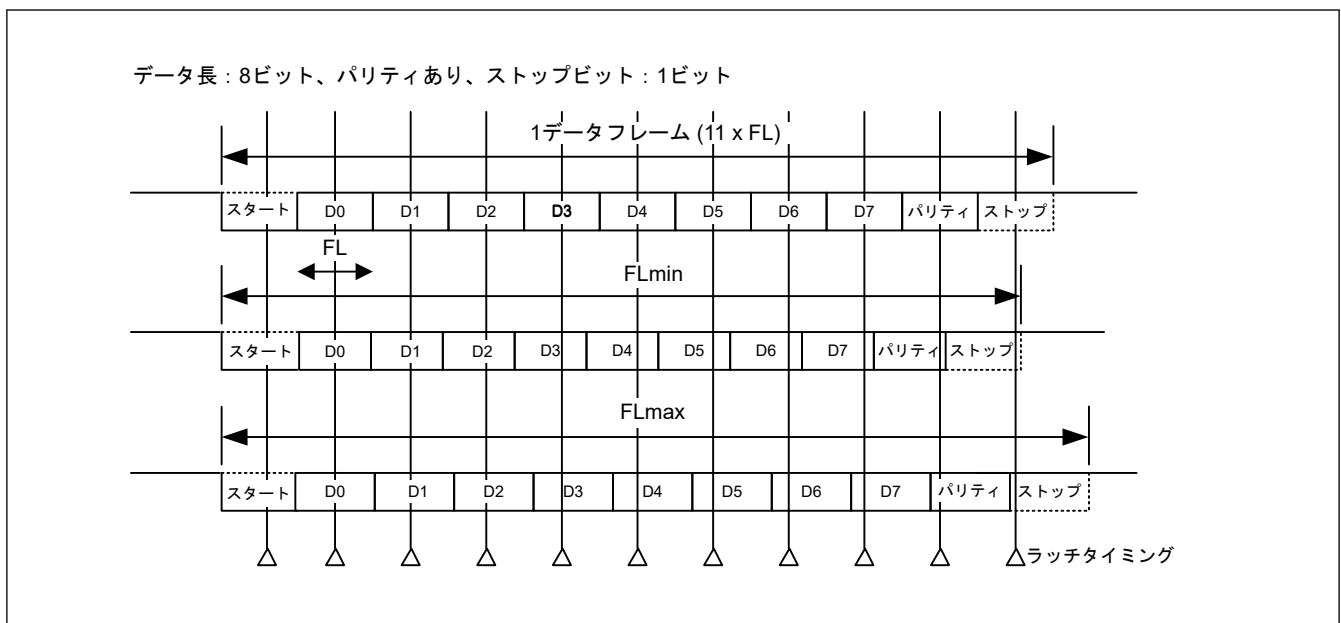 データ長：8ビット、パリティあり、ストップビット：1ビット
1データフレーム (11 x FL)
スタート D0 D1 D2 D3 D4 D5 D6 D7 パリティ ストップ
FL
FLmin
スタート D0 D1 D2 D3 D4 D5 D6 D7 パリティ ストップ
FLmax
スタート D0 D1 D2 D3 D4 D5 D6 D7 パリティ ストップ
ラッチタイミング